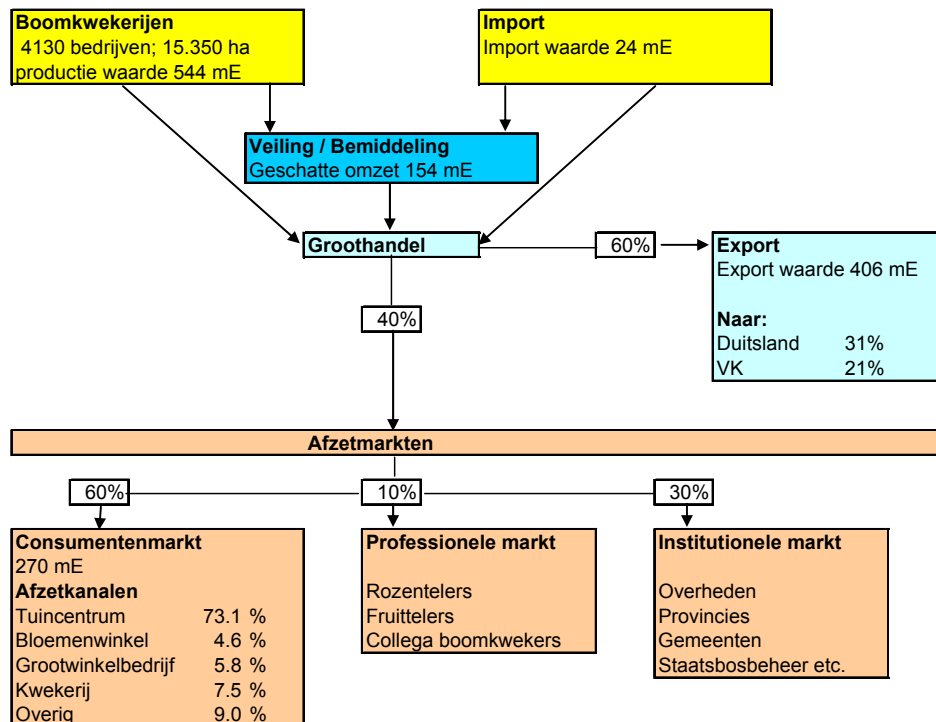 Boomkwekerijen
4130 bedrijven; 15.350 ha
productie waarde 544 mE
Import
Import waarde 24 mE
Veiling / Bemiddeling
Geschatte omzet 154 mE
Groothandel
60%
Export
Export waarde 406 mE
Naar:
Duitsland 31%
VK 21%
40%
Afzetmarkten
60%
10%
30%
Consumentenmarkt
270 mE
Afzetkanalen
Tuincentrum 73.1 %
Bloemenwinkel 4.6 %
Grootwinkelbedrijf 5.8 %
Kwekerij 7.5 %
Overig 9.0 %
Professionele markt
Rozentelers
Fruittelers
Collega boomkwekers
Institutionele markt
Overheden
Provincies
Gemeenten
Staatsbosbeheer etc.